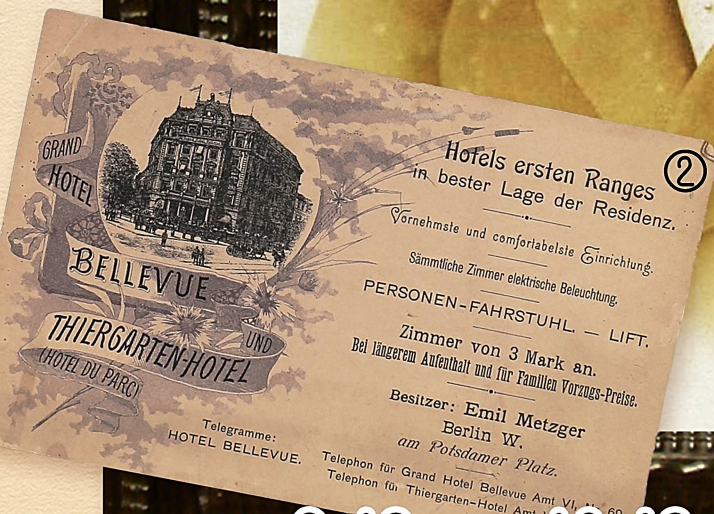 GRAND
HOTEL
BELLEVUE
UND
THIERGARTEN-HOTEL
(HOTEL DU PARC)
Telegramme:
HOTEL BELLEVUE.
②
Hotels ersten Ranges
in bester Lage der Residenz.
Vornehmste und comfortabelste Einrichtung.
Sämmtliche Zimmer elektrische Beleuchtung.
PERSONEN-FAHRSTUHL. — LIFT.
Zimmer von 3 Mark an.
Bei längerem Aufenthalt und für Familien Vorzugs-Preise.
Besitzer: Emil Metzger
Berlin W.
am Potsdamer Platz.
Telephon für Grand Hotel Bellevue Amt VI,
Telephon für Thiergarten-Hotel Amt